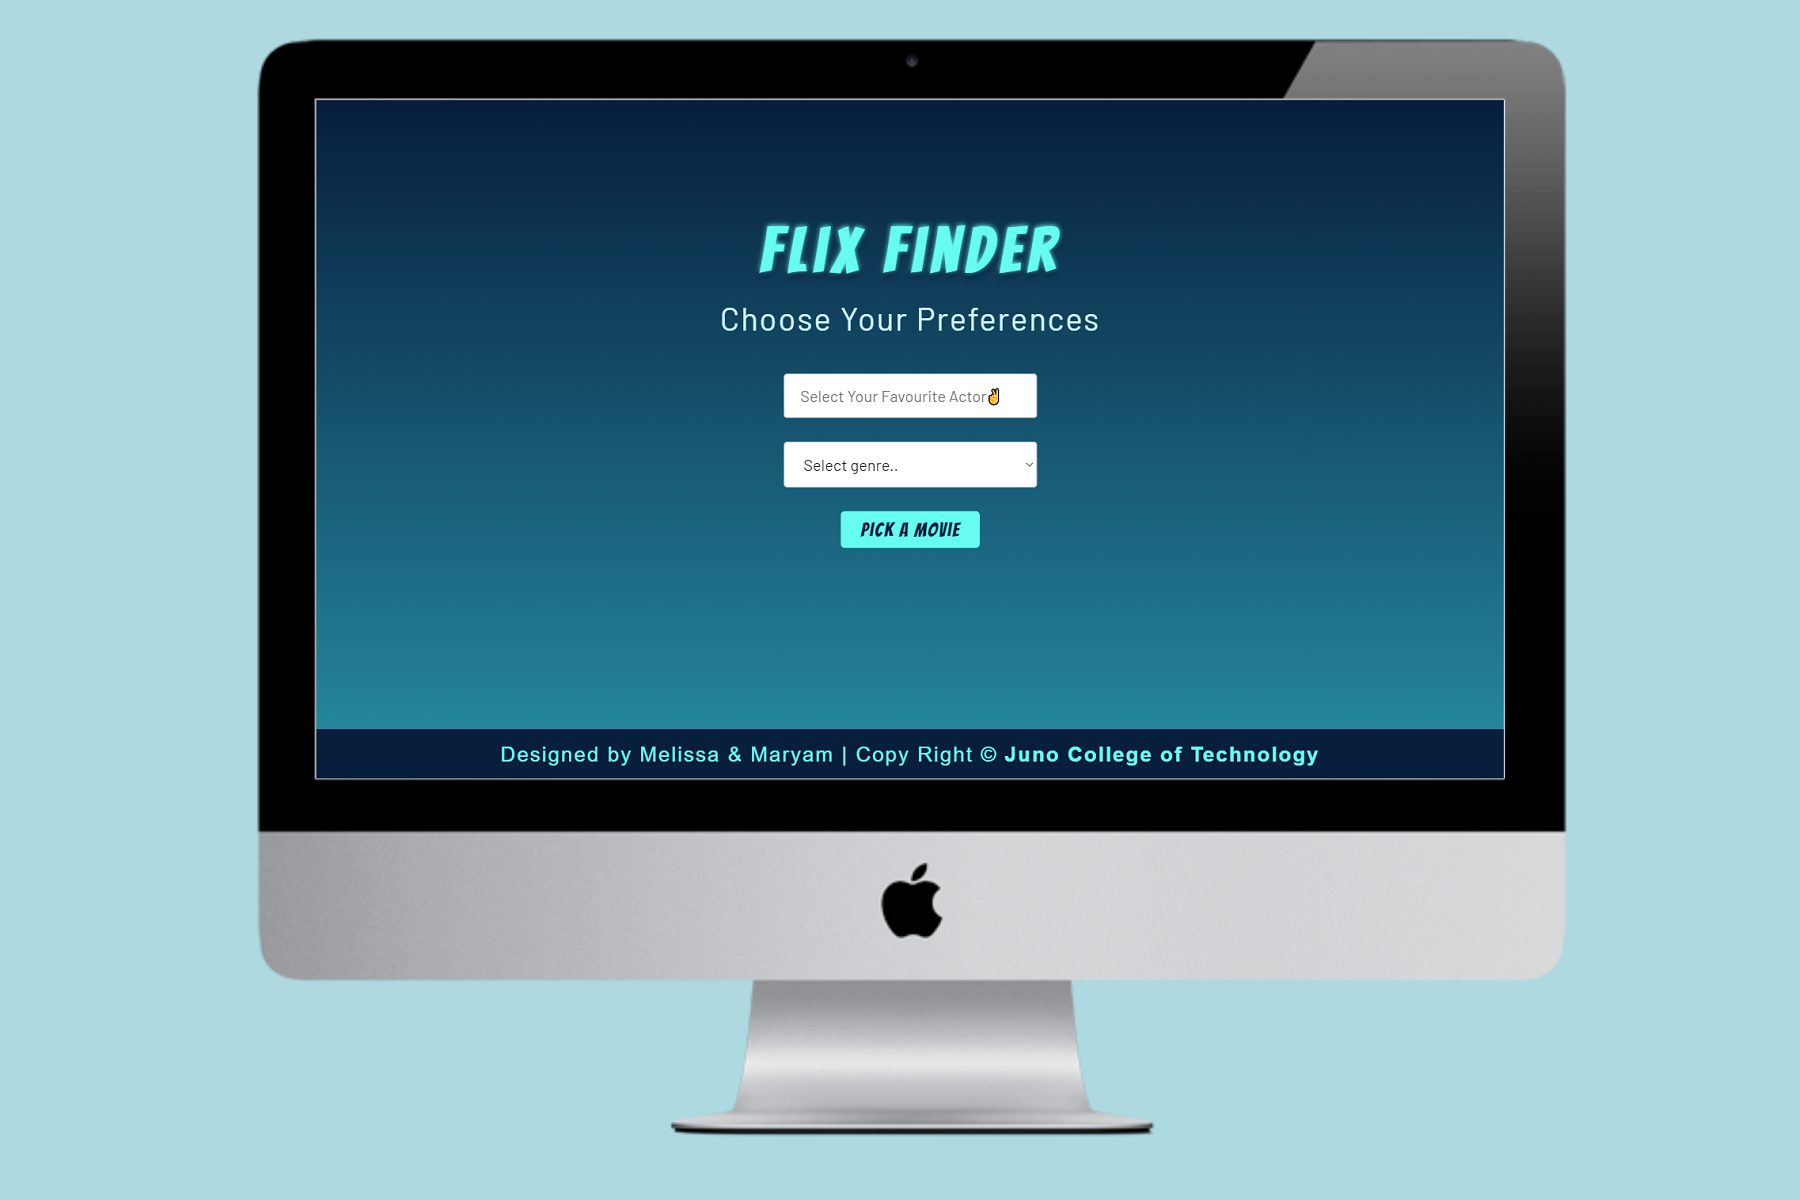 FLIX FINDER
Choose Your Preferences
Select Your Favourite Actor✌
Select genre..
PICK A MOVIE
Designed by Melissa & Maryam | Copy Right © Juno College of Technology